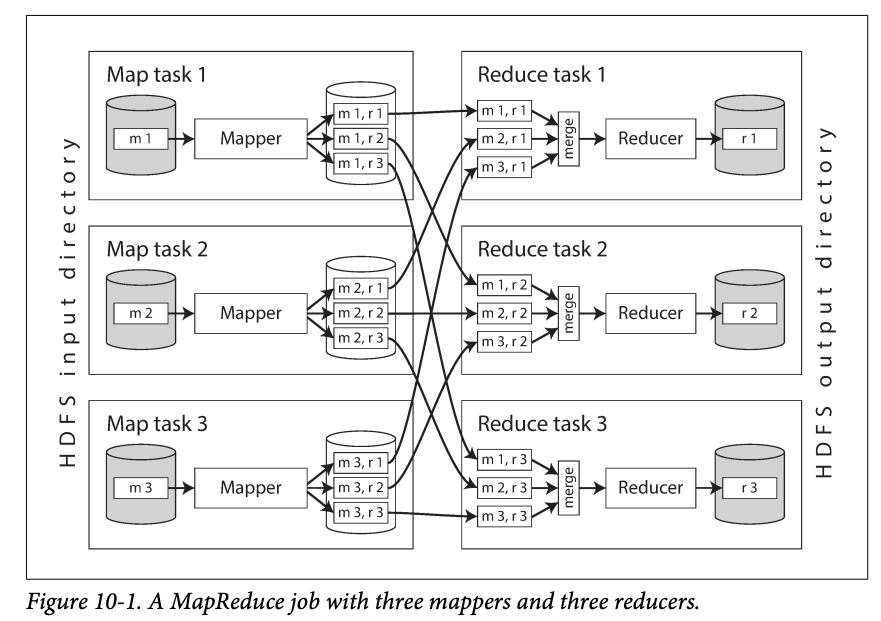 HDFS input directory
Map task 1
m 1
Mapper
m 1, r 1
m 1, r 2
m 1, r 3
Map task 2
m 2
Mapper
m 2, r 1
m 2, r 2
m 2, r 3
Map task 3
m 3
Mapper
m 3, r 1
m 3, r 2
m 3, r 3
Reduce task 1
m 1, r 1
m 2, r 1
m 3, r 1
merge
Reducer
r 1
Reduce task 2
m 1, r 2
m 2, r 2
m 3, r 2
merge
Reducer
r 2
Reduce task 3
m 1, r 3
m 2, r 3
m 3, r 3
merge
Reducer
r 3
HDFS output directory
Figure 10-1. A MapReduce job with three mappers and three reducers.